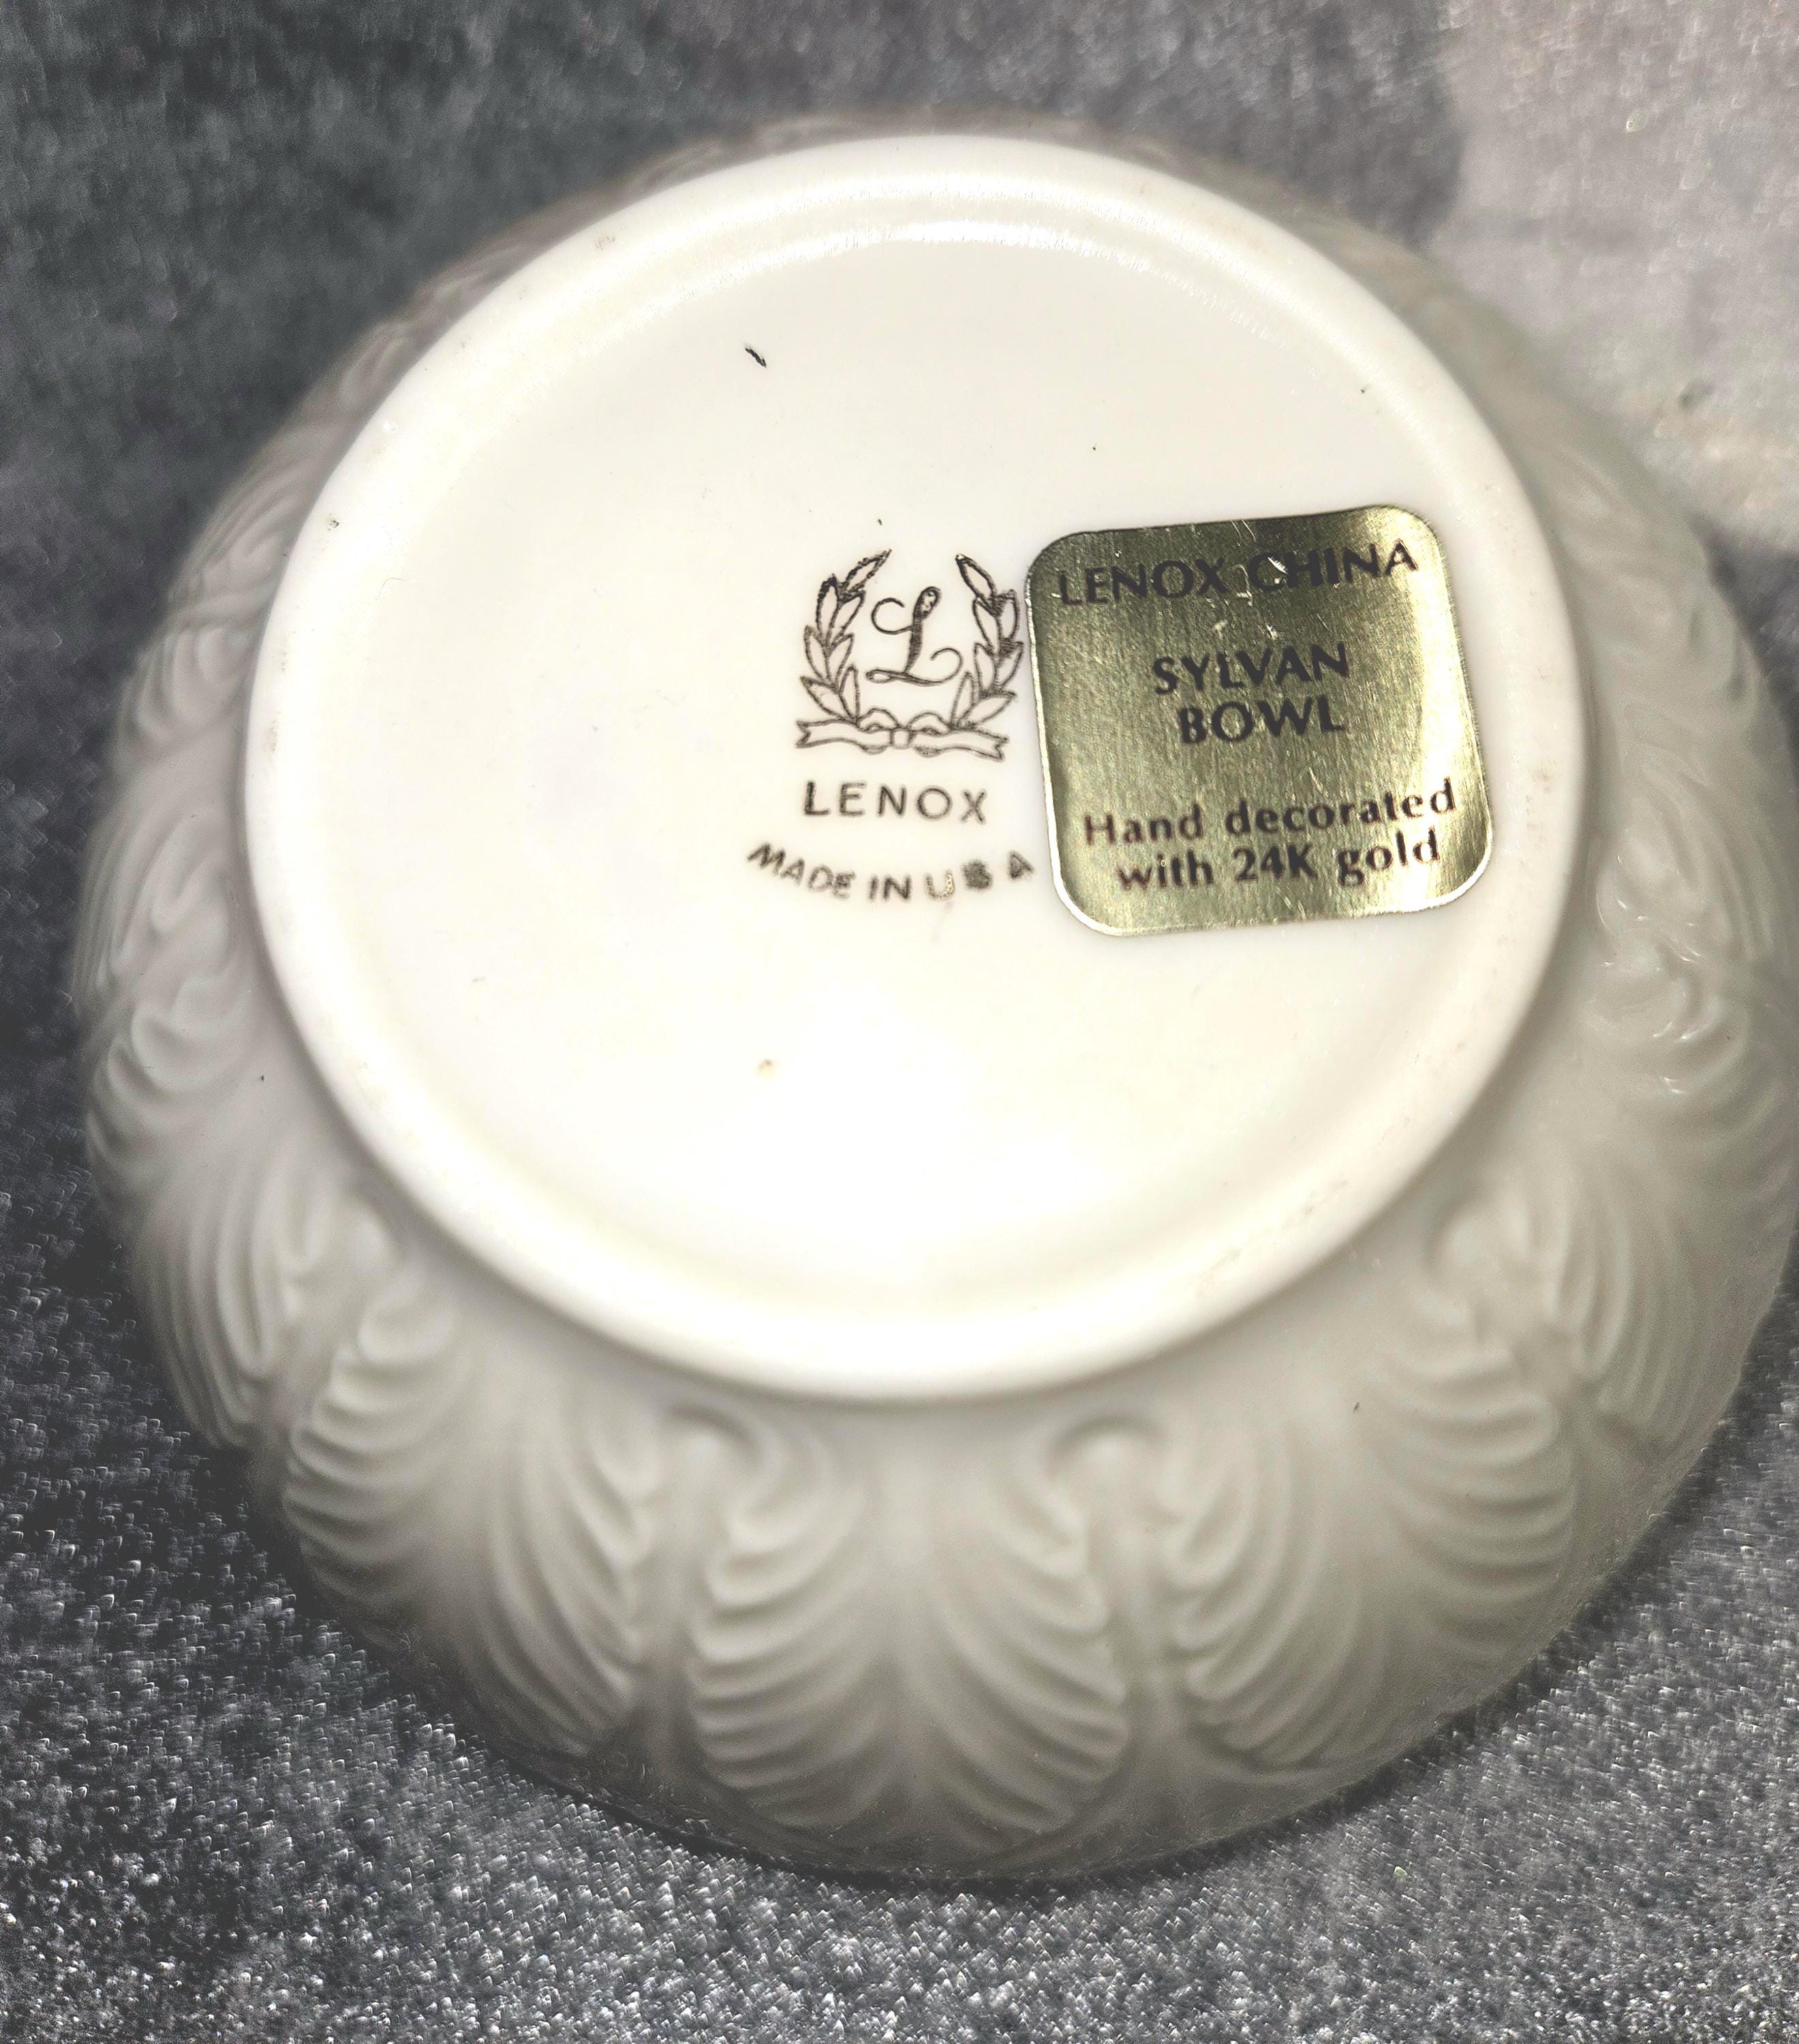 L
LENOX
MADE IN USA
LENOX CHINA
SYLVAN
BOWL
Hand decorated
with 24K gold